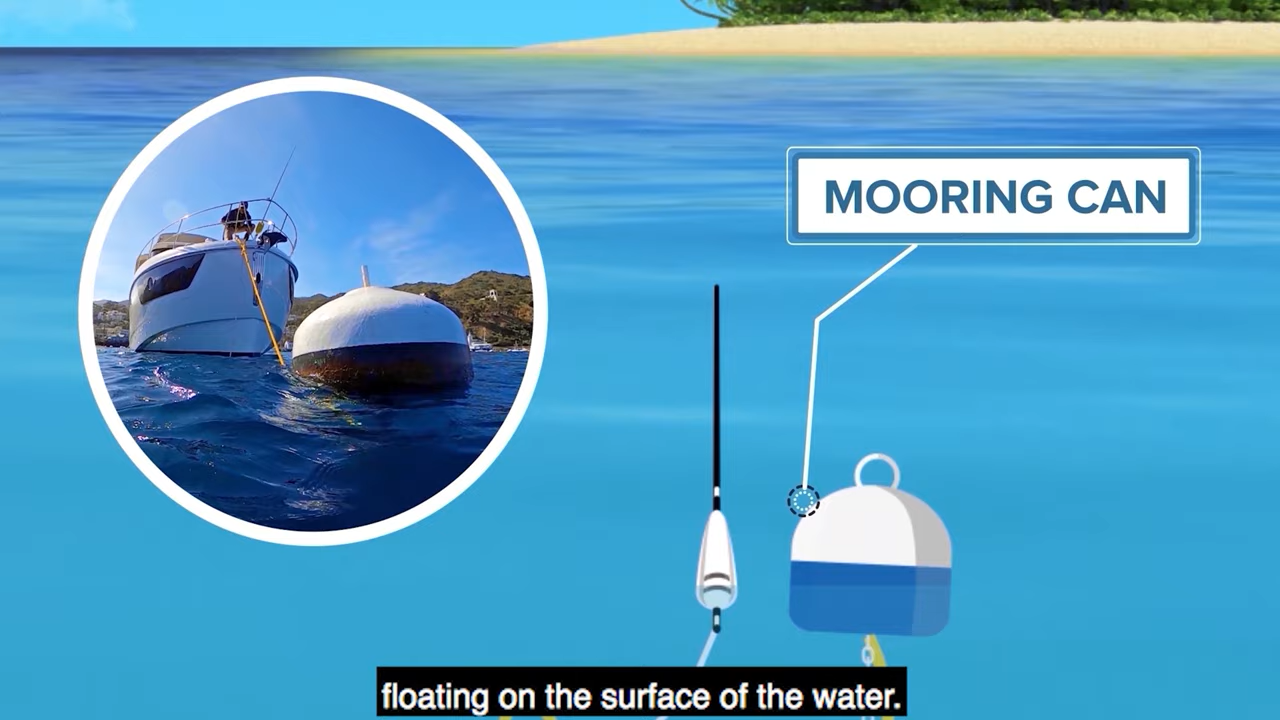 MOORING CAN
floating on the surface of the water.